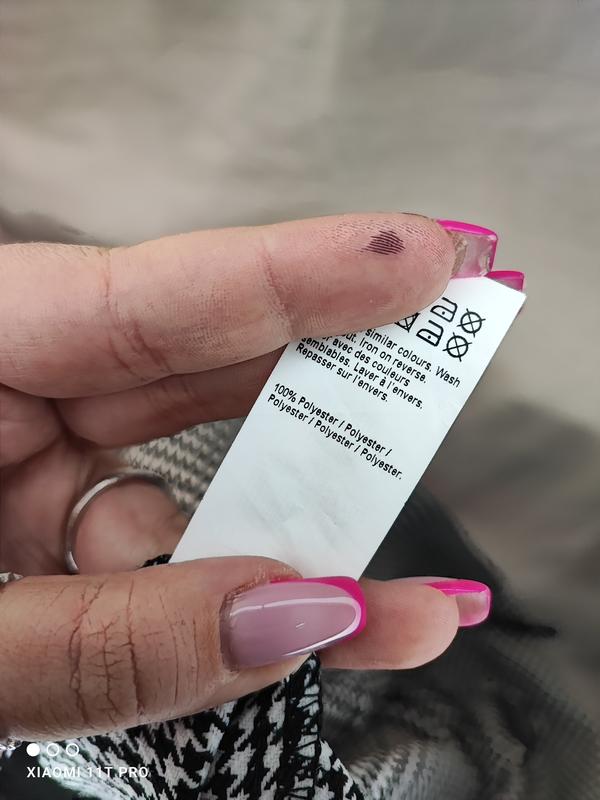 similar colours. Wash
out. Iron on reverse.
avec des couleurs
semblables. Laver à l'envers.
Repasser sur l'envers.
100% Polyester / Polyester /
Polyester / Polyester / Polyester.
XIAOMI 11T PRO